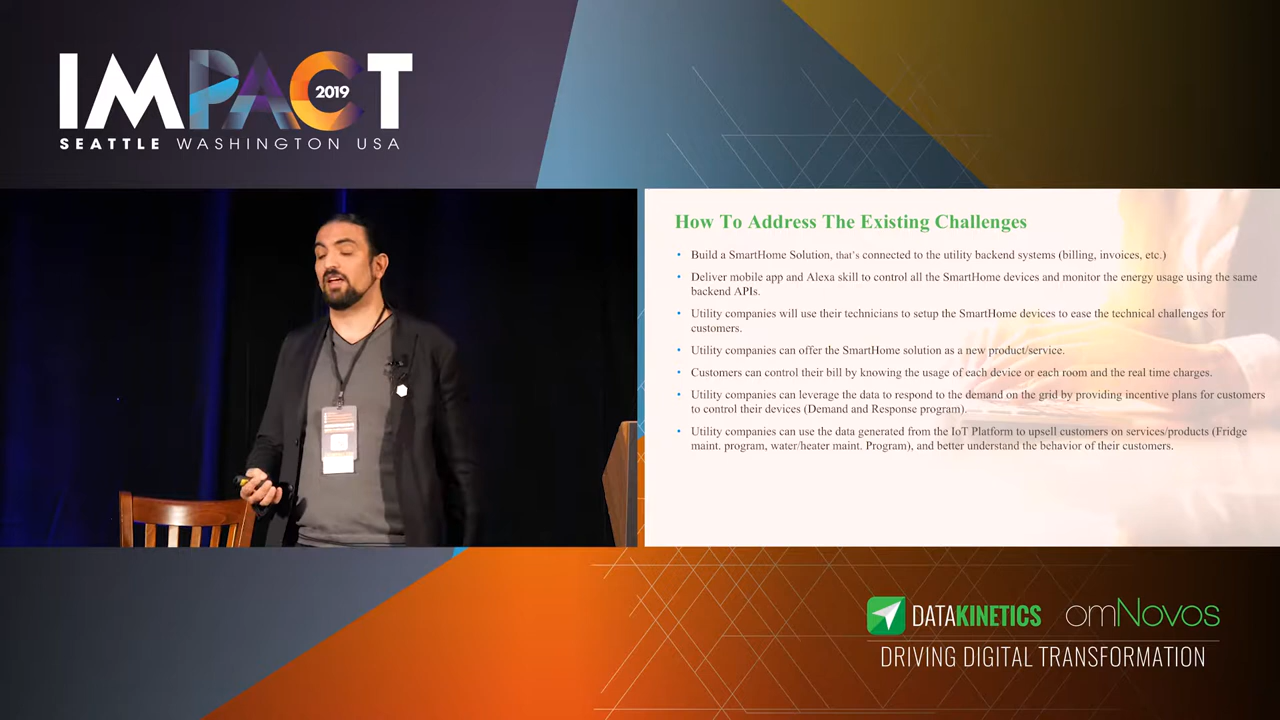 IMPACT
2019
SEATTLE WASHINGTON USA
How To Address The Existing Challenges
• Build a SmartHome Solution, that's connected to the utility backend systems (billing, invoices, etc.)
• Deliver mobile app and Alexa skill to control all the SmartHome devices and monitor the energy usage using the same
backend APIs.
• Utility companies will use their technicians to setup the SmartHome devices to ease the technical challenges for
customers.
• Utility companies can offer the SmartHome solution as a new product/service.
• Customers can control their bill by knowing the usage of each device or each room and the real time charges.
• Utility companies can leverage the data to respond to the demand on the grid by providing incentive plans for customers
to control their devices (Demand and Response program).
• Utility companies can use the data generated from the IoT Platform to upsell customers on services/products (Fridge
maint. program, water/heater maint. Program), and better understand the behavior of their customers.
DATAKINETICS omNovos
DRIVING DIGITAL TRANSFORMATION